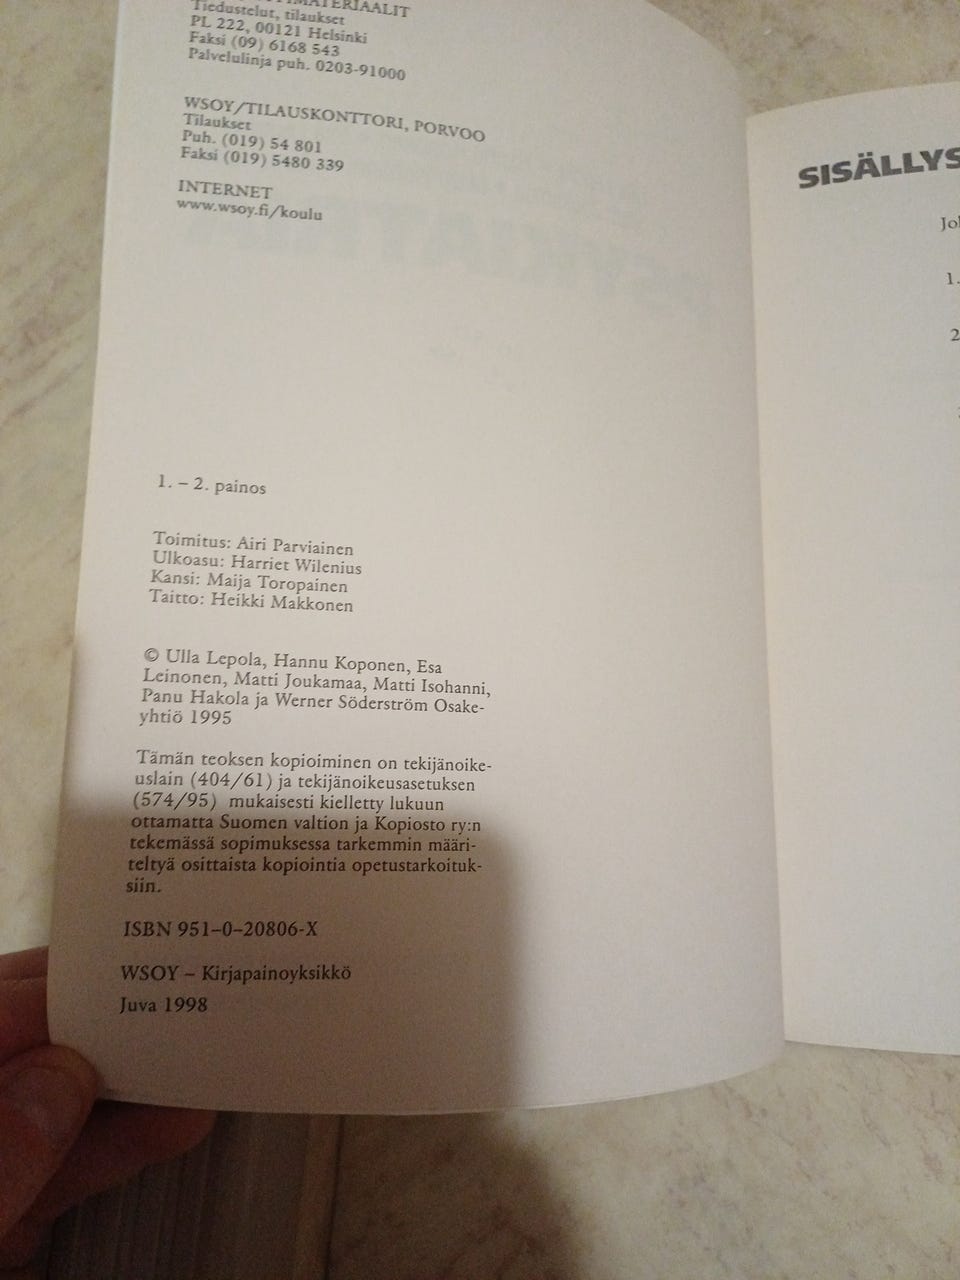 Tiedustelut, tilaukset
PL 222, 00121 Helsinki
Faksi (09) 6168 543
Palvelulinja puh. 0203-91000
WSOY/TILAUSKONTTORI, PORVOO
Tilaukset
Puh. (019) 54 801
Faksi (019) 5480 339
INTERNET
www.wsoy.fi/koulu
1. – 2. painos
Toimitus: Airi Parviainen
Ulkoasu: Harriet Wilenius
Kansi: Maija Toropainen
Taitto: Heikki Makkonen
© Ulla Lepola, Hannu Koponen, Esa
Leinonen, Matti Joukamaa, Matti Isohanni,
Panu Hakola ja Werner Söderström Osake-
yhtiö 1995
Tämän teoksen kopioiminen on tekijänoike-
uslain (404/61) ja tekijänoikeusasetuksen
(574/95) mukaisesti kielletty lukuun
ottamatta Suomen valtion ja Kopiosto ry:n
tekemässä sopimuksessa tarkemmin määri-
teltyä osittaista kopiointia opetustarkoituk-
siin.
ISBN 951–0–20806-X
WSOY – Kirjapainoyksikkö
Juva 1998
SISÄLLYS
1.
2